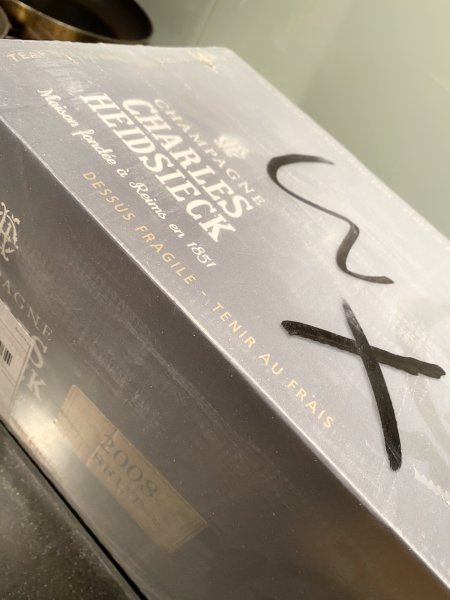 CHAMPAGNE
CHARLES
HEIDSIECK
Maison fondée à Reims en 1851
DESSUS FRAGILE - TENIR AU FRAIS
2008
BRUT